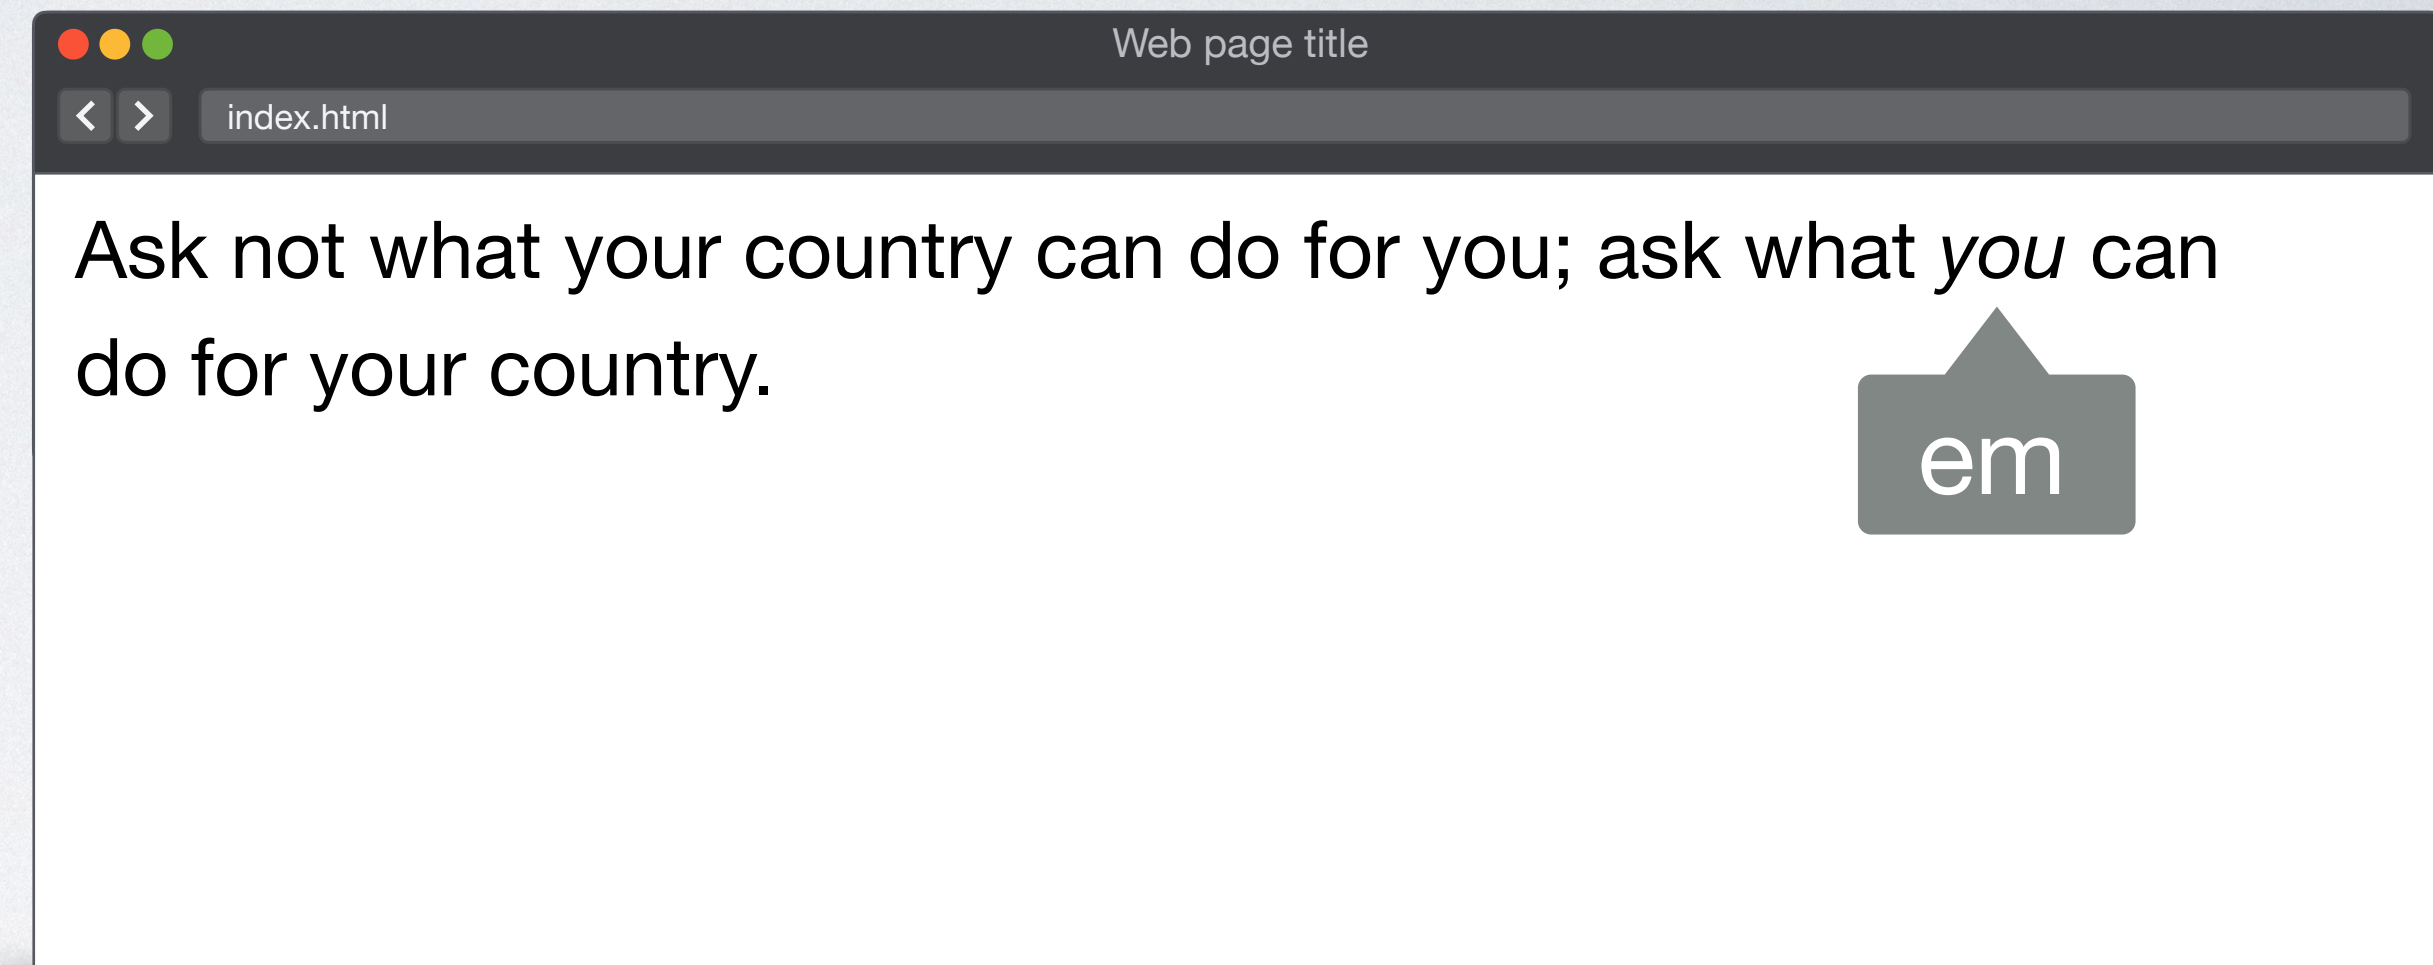 Web page title
index.html
Ask not what your country can do for you; ask what you can
do for your country.
em